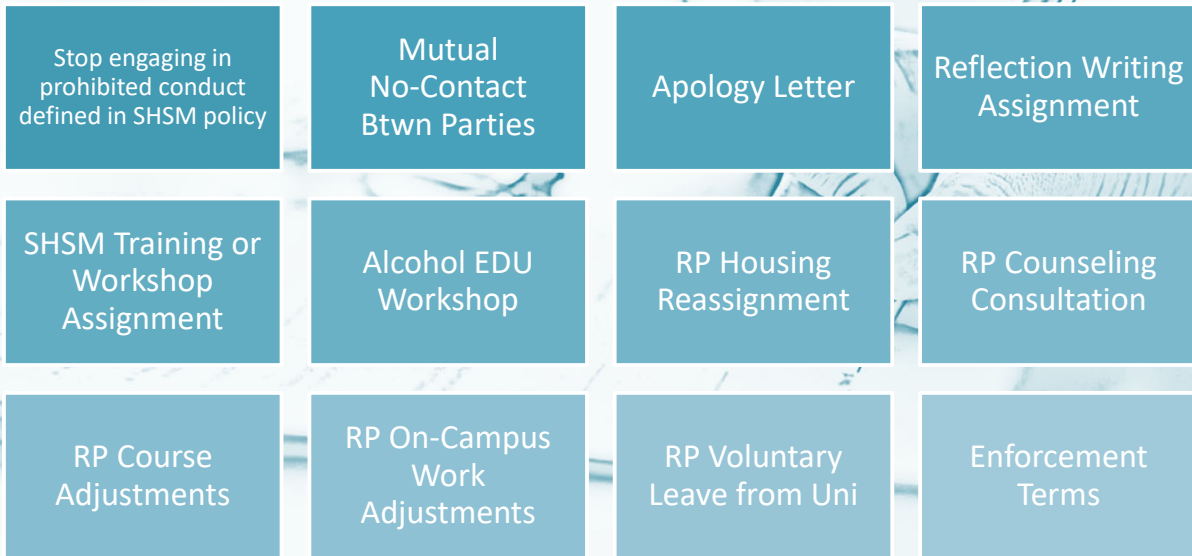 Stop engaging in
prohibited conduct
defined in SHSM policy
Mutual
No-Contact
Btwn Parties
Apology Letter
Reflection Writing
Assignment
SHSM Training or
Workshop
Assignment
Alcohol EDU
Workshop
RP Housing
Reassignment
RP Counseling
Consultation
RP Course
Adjustments
RP On-Campus
Work
Adjustments
RP Voluntary
Leave from Uni
Enforcement
Terms